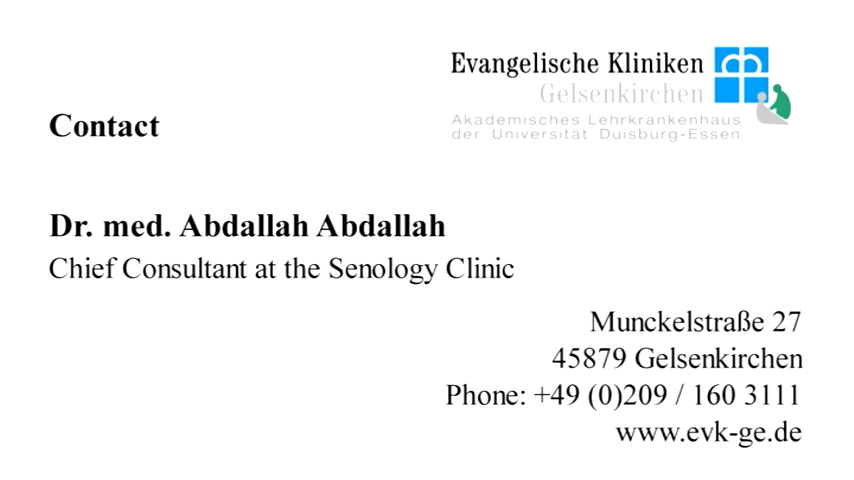 Evangelische Kliniken
Gelsenkirchen
Akademisches Lehrkrankenhaus
der Universität Duisburg-Essen
Contact
Dr. med. Abdallah Abdallah
Chief Consultant at the Senology Clinic
Munckelstraße 27
45879 Gelsenkirchen
Phone: +49 (0)209 / 160 3111
www.evk-ge.de